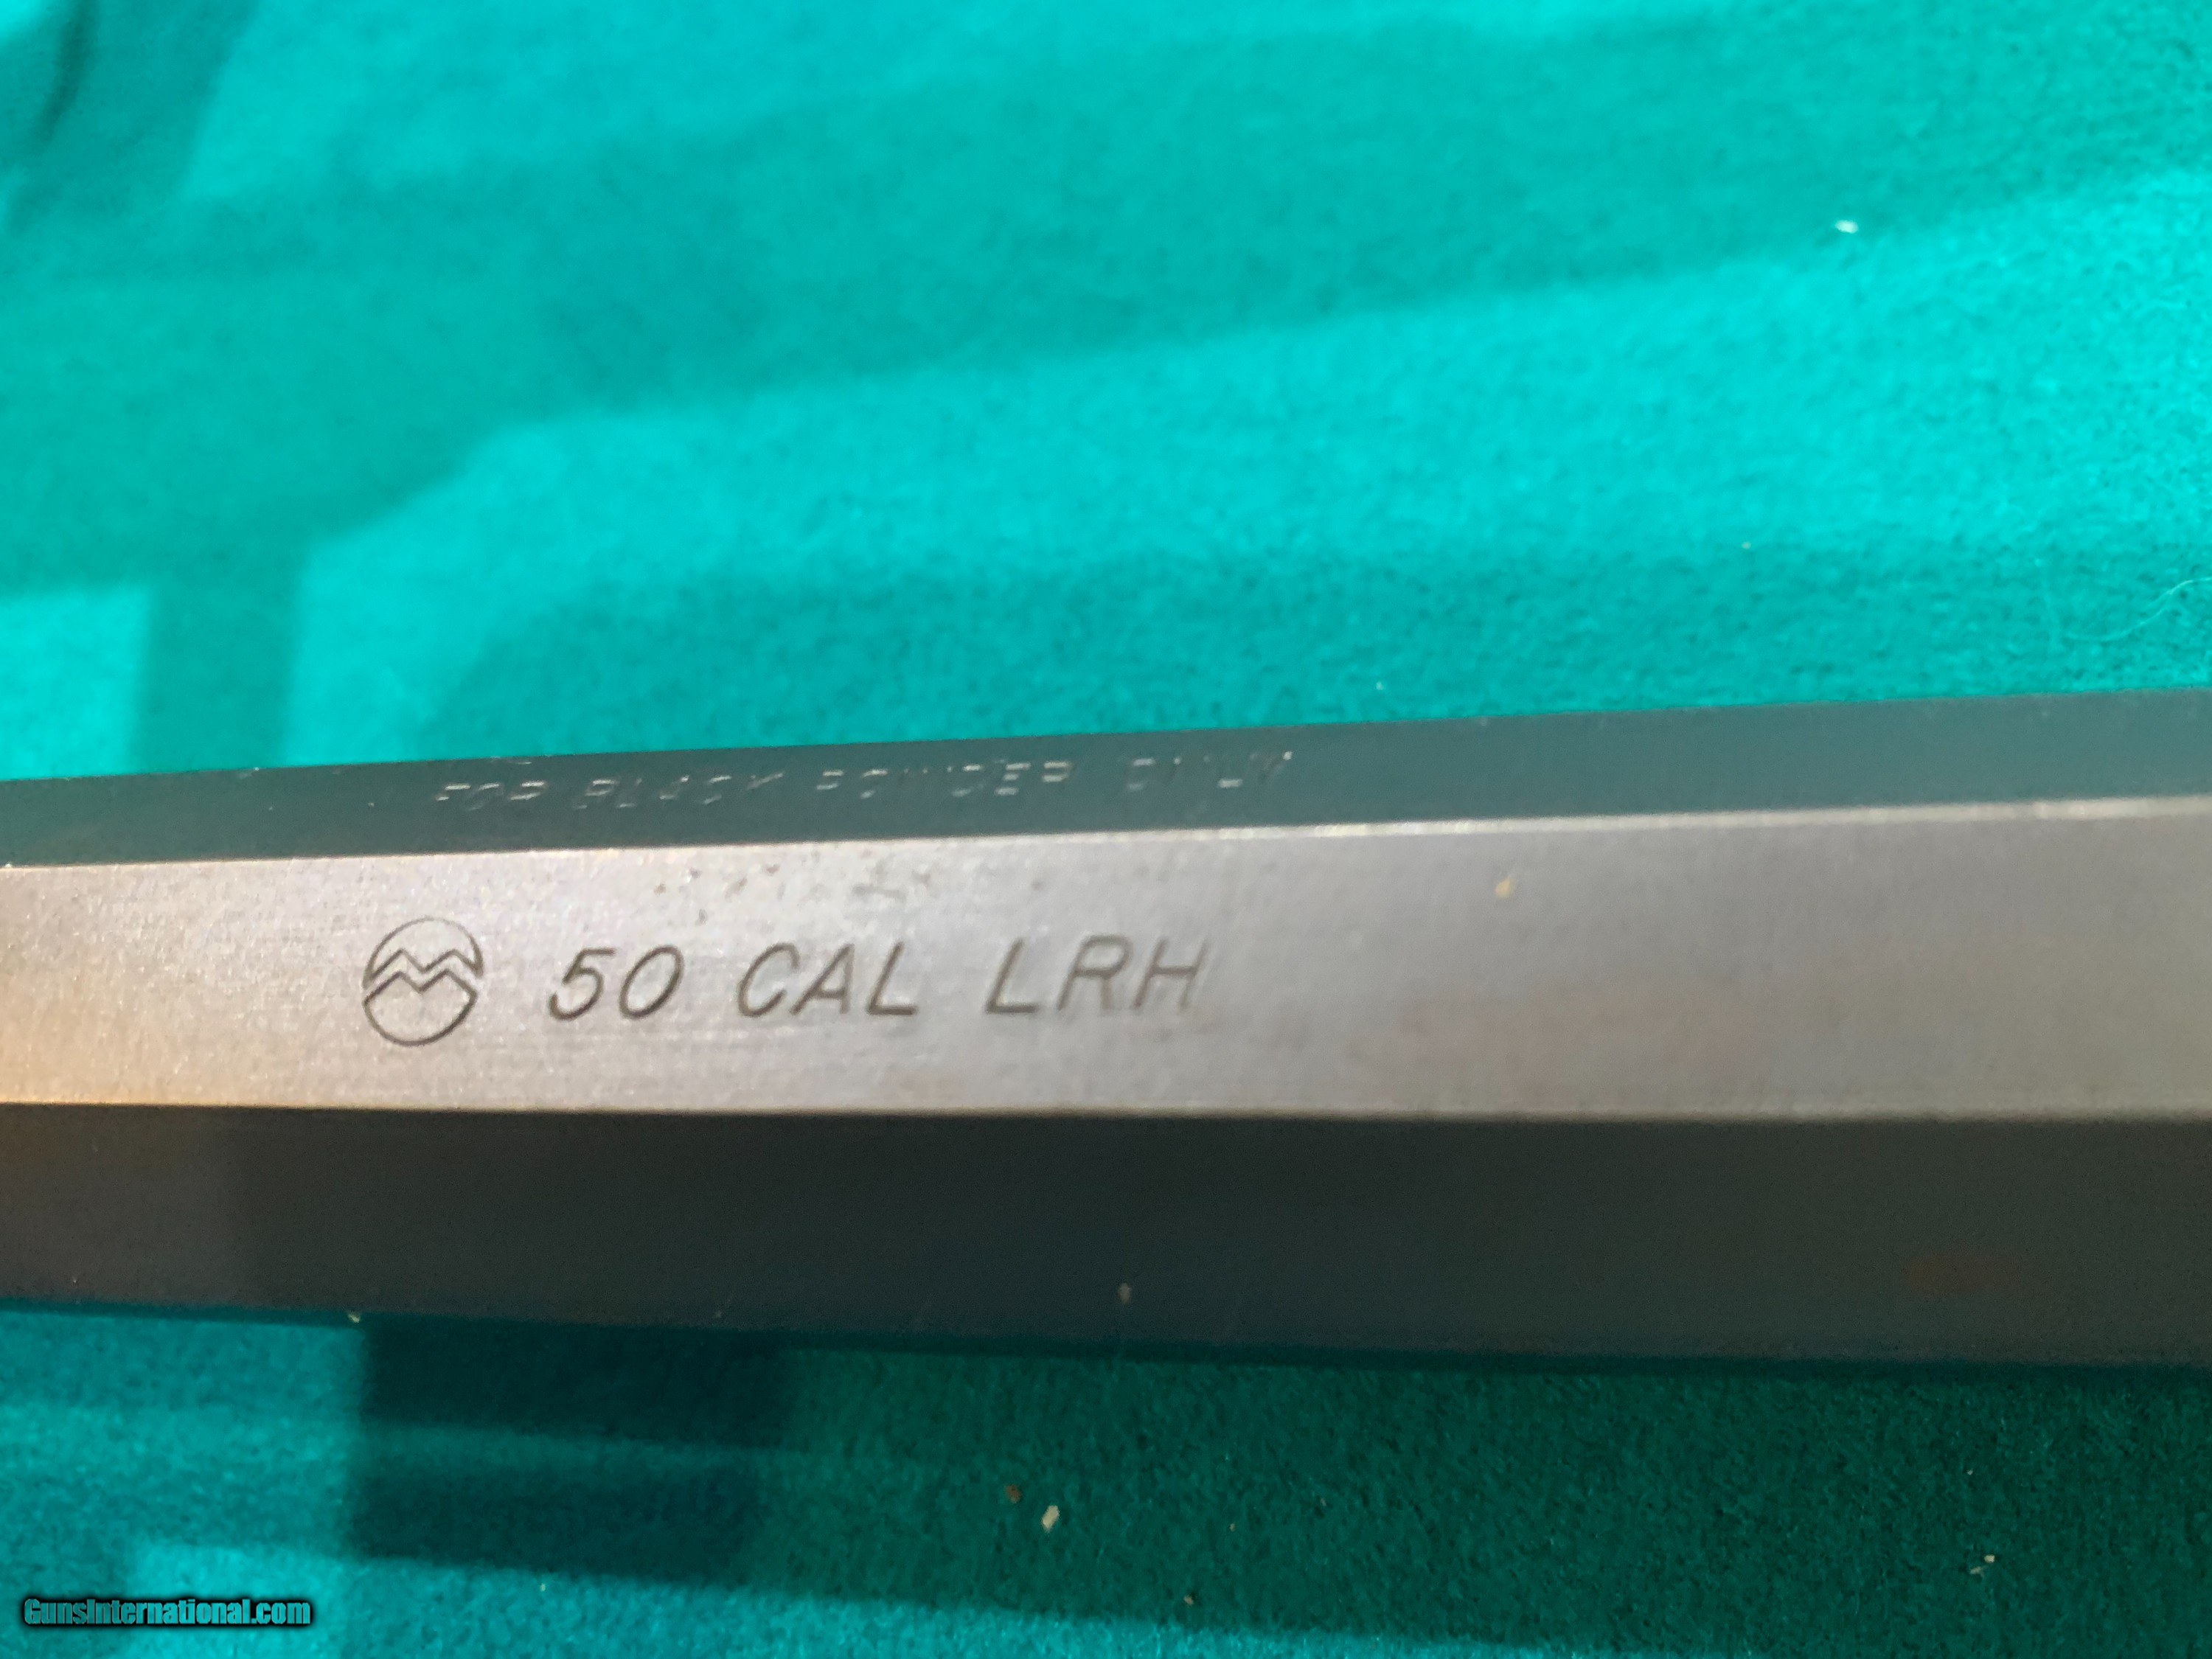 FOR BLACK POWDER ONLY
50 CAL LRH
GunsInternational.com